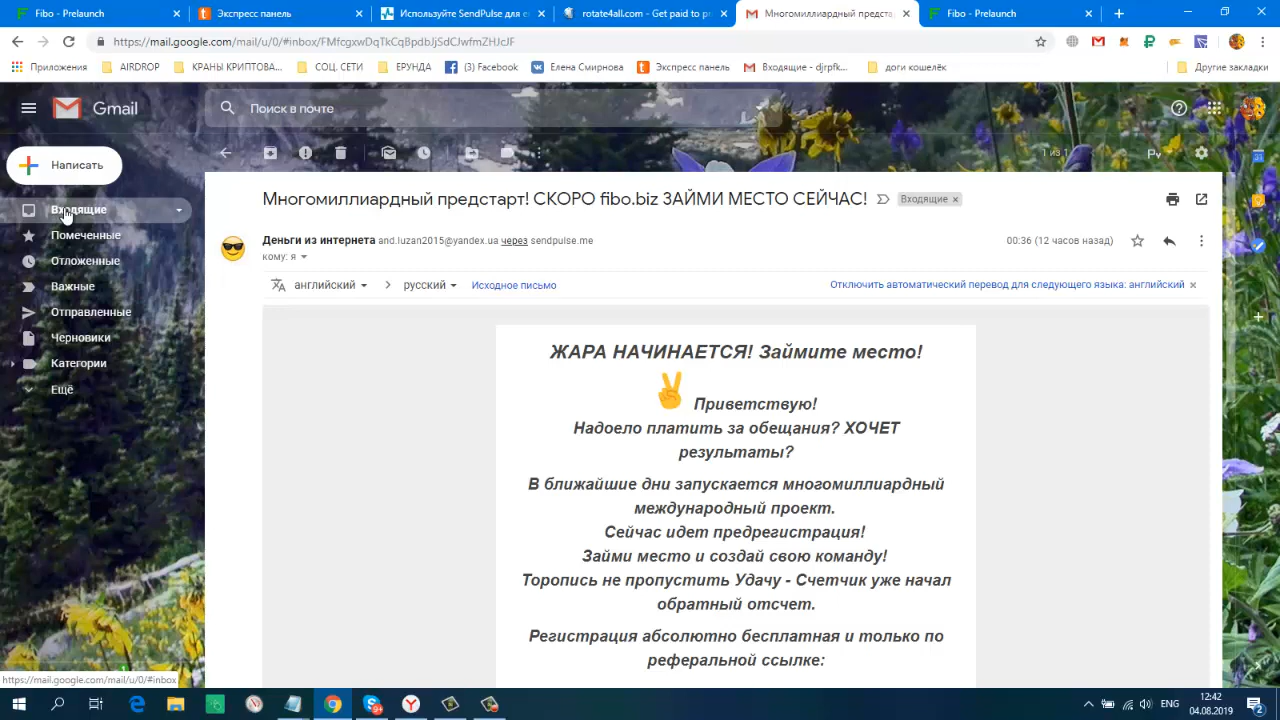 Fibo - Prelaunch
Экспресс панель
Используйте SendPulse для e
rotate4all.com - Get paid to p
Многомиллиардный предста
Fibo - Prelaunch
https://mail.google.com/mail/u/0/#inbox/FMfcgxwDqTkCqBpdbJjSdCJwfmZHJcJF
Приложения
AIRDROP
КРАНЫ КРИПТОВА...
СОЦ. СЕТИ
ЕРУНДА
(3) Facebook
Елена Смирнова
Экспресс панель
Входящие - djrpfk...
доги кошелёк
Другие закладки
Gmail
Поиск в почте
Написать
1 из 1
Входящие
Помеченные
Отложенные
Важные
Отправленные
Черновики
Категории
Ещё
Многомиллиардный предстарт! СКОРО fibo.biz ЗАЙМИ МЕСТО СЕЙЧАС!
Входящие ×
Деньги из интернета and.luzan2015@yandex.ua через sendpulse.me
00:36 (12 часов назад)
кому: я
английский
русский
Исходное письмо
Отключить автоматический перевод для следующего языка: английский ×
ЖАРА НАЧИНАЕТСЯ! Займите место!
Приветствую!
Надоело платить за обещания? ХОЧЕТ
результаты?
В ближайшие дни запускается многомиллиардный
международный проект.
Сейчас идет предрегистрация!
Займи место и создай свою команду!
Торопись не пропустить Удачу - Счетчик уже начал
обратный отсчет.
Регистрация абсолютно бесплатная и только по
реферальной ссылке:
https://mail.google.com/mail/u/0/#inbox
ENG
12:42
04.08.2019